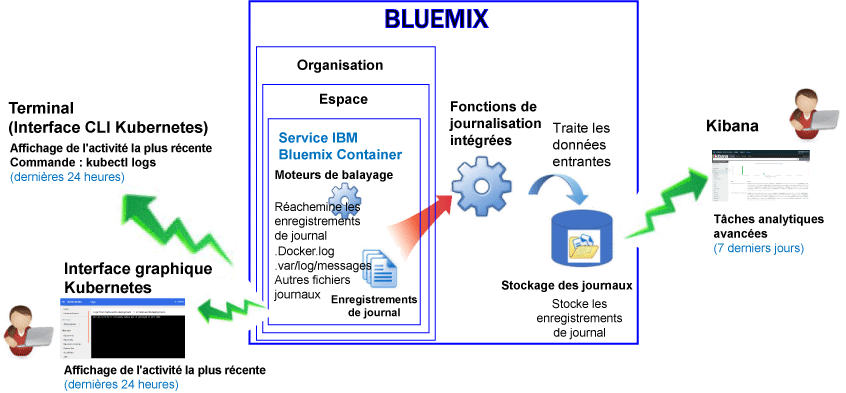 BLUEMIX
Organisation
Espace
Service IBM
Bluemix Container
Moteurs de balayage
Réachemine les
enregistrements
de journal
.Docker.log
.var/log/messages
Autres fichiers
journaux
Enregistrements
de journal
Fonctions de
journalisation
intégrées
Traite les
données
entrantes
Stockage des journaux
Stocke les
enregistrements
de journal
Terminal
(Interface CLI Kubernetes)
Affichage de l'activité la plus récente
Commande : kubectl logs
(dernières 24 heures)
Interface graphique
Kubernetes
Affichage de l'activité la plus récente
(dernières 24 heures)
Kibana
kibana
Tâches analytiques
avancées
(7 derniers jours)